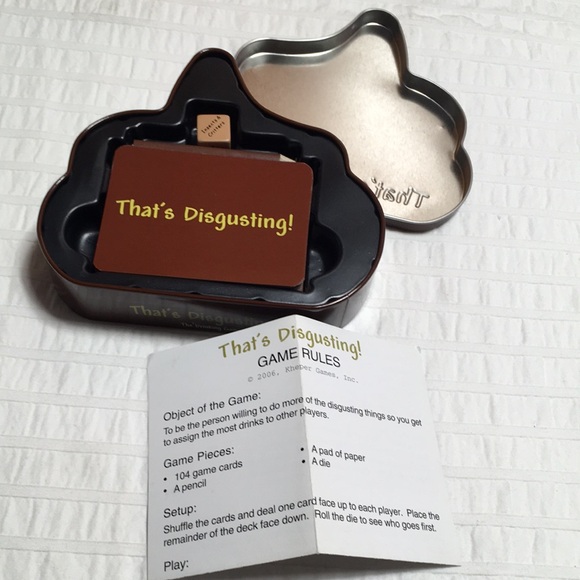 That's
Insects &
Critters
That's Disgusting!
That's Disgusting!
That's Disgusting!
GAME RULES
© 2006, Kheper Games, Inc.
Object of the Game:
To be the person willing to do more of the disgusting things so you get
to assign the most drinks to other players.
Game Pieces:
• 104 game cards
• A pencil
• A pad of paper
• A die
Setup:
Shuffle the cards and deal one card face up to each player. Place the
remainder of the deck face down. Roll the die to see who goes first.
Play: